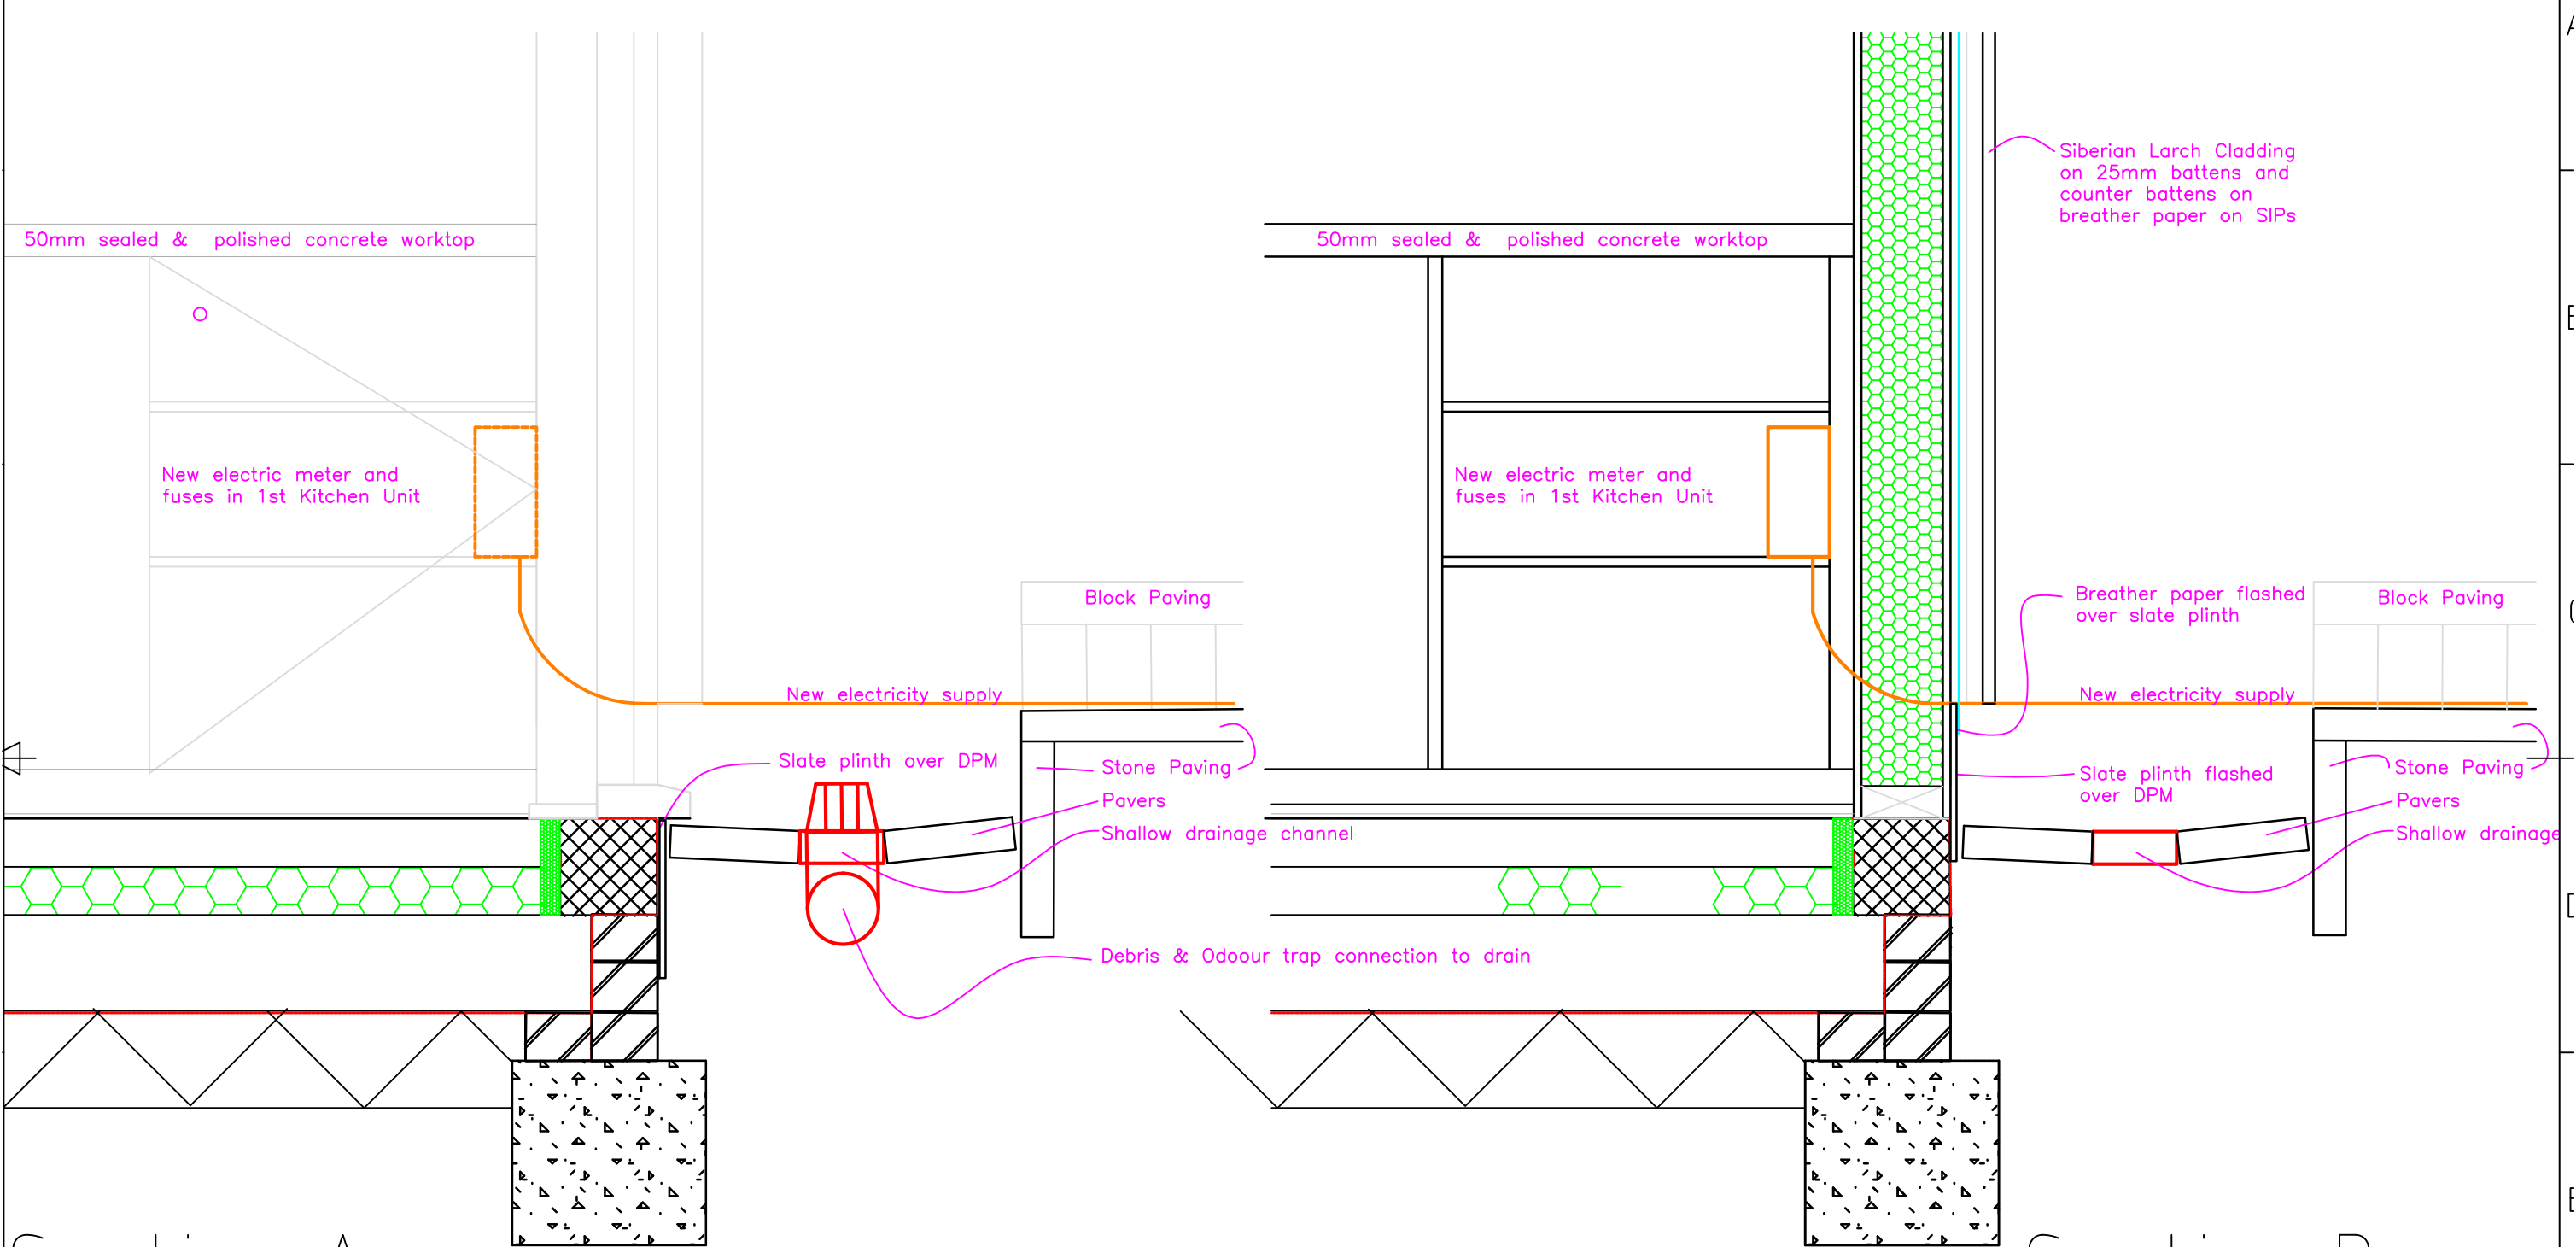 50mm sealed & polished concrete worktop
New electric meter and
fuses in 1st Kitchen Unit
Block Paving
New electricity supply
Slate plinth over DPM
Stone Paving
Pavers
Shallow drainage channel
Debris & Odoour trap connection to drain
Siberian Larch Cladding
on 25mm battens and
counter battens on
breather paper on SIPs
50mm sealed & polished concrete worktop
New electric meter and
fuses in 1st Kitchen Unit
Breather paper flashed
over slate plinth
Block Paving
New electricity supply
Slate plinth flashed
over DPM
Stone Paving
Pavers
Shallow drainage